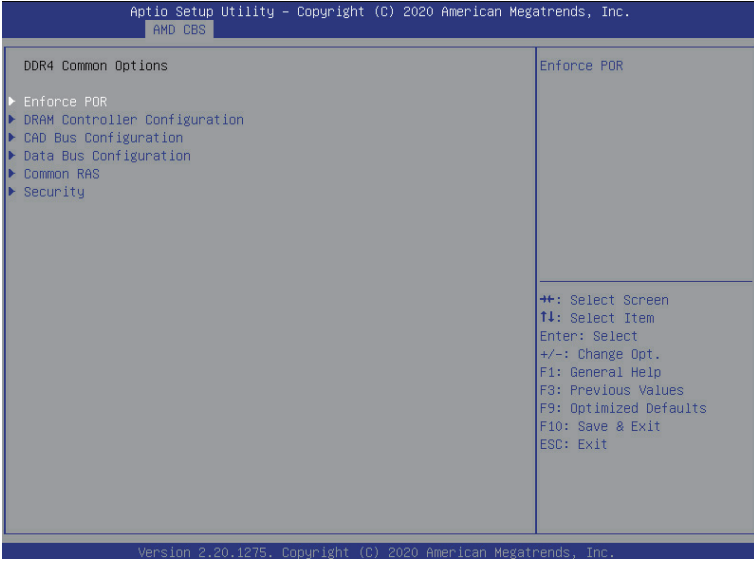 Aptio Setup Utility – Copyright (C) 2020 American Megatrends, Inc.
AMD CBS
DDR4 Common Options
Enforce POR
DRAM Controller Configuration
CAD Bus Configuration
Data Bus Configuration
Common RAS
Security
Enforce POR
→←: Select Screen
↑↓: Select Item
Enter: Select
+/-: Change Opt.
F1: General Help
F3: Previous Values
F9: Optimized Defaults
F10: Save & Exit
ESC: Exit
Version 2.20.1275. Copyright (C) 2020 American Megatrends, Inc.